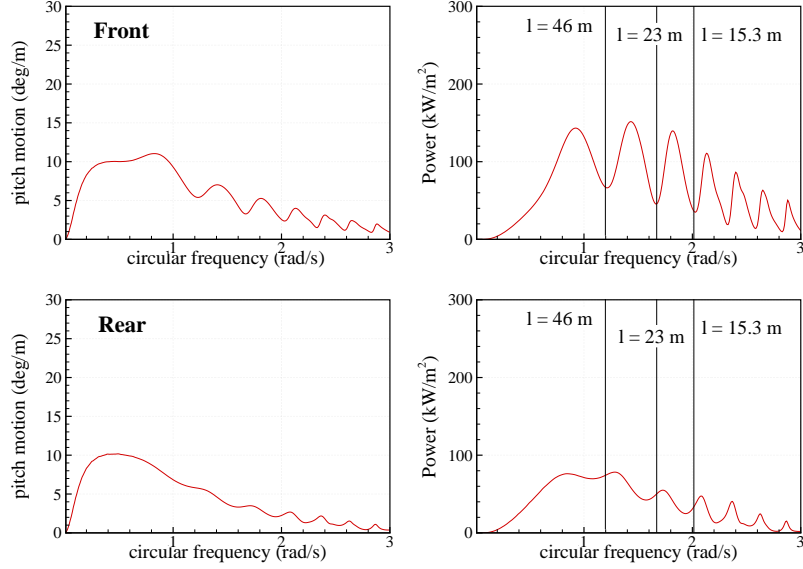 Front
pitch motion (deg/m)
30
25
20
15
10
5
0
1
2
3
circular frequency (rad/s)
Power (kW/m²)
300
200
100
0
1
2
3
circular frequency (rad/s)
l = 46 m
l = 23 m
l = 15.3 m
Rear
pitch motion (deg/m)
30
25
20
15
10
5
0
1
2
3
circular frequency (rad/s)
Power (kW/m²)
300
200
100
0
1
2
3
circular frequency (rad/s)
l = 46 m
l = 23 m
l = 15.3 m